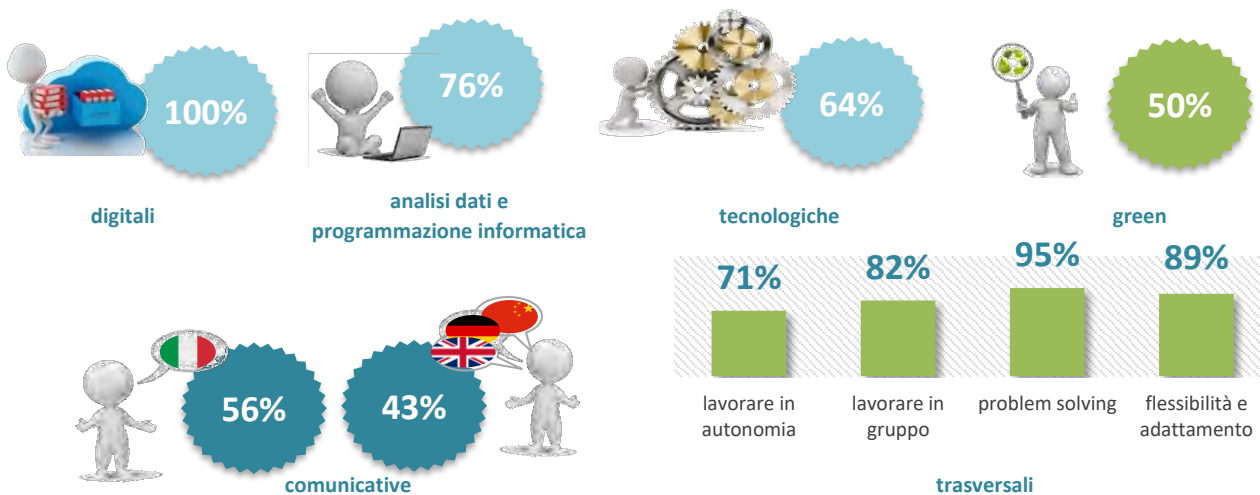 100%
76%
64%
50%
digitali
analisi dati e
programmazione informatica
tecnologiche
green
56%
43%
comunicative
71%
82%
95%
89%
lavorare in
autonomia
lavorare in
gruppo
problem solving
flessibilità e
adattamento
trasversali